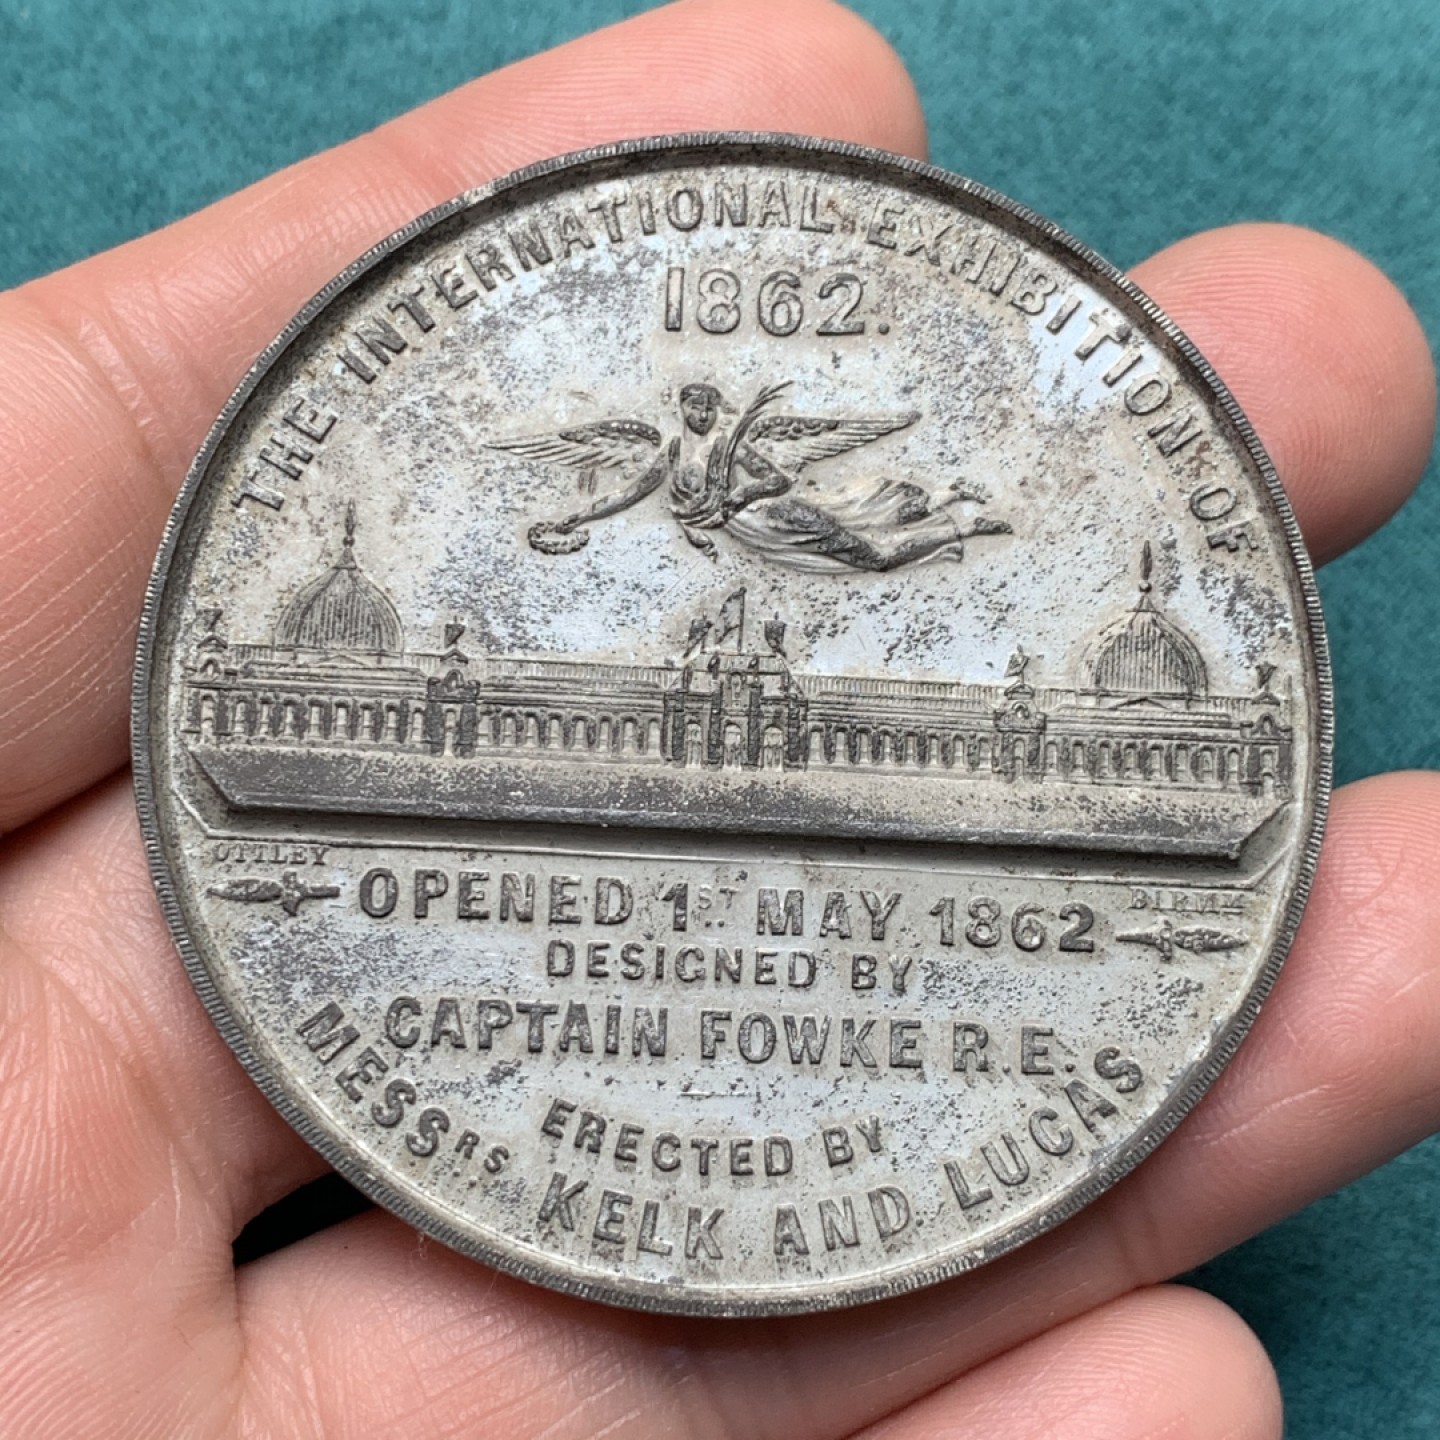 THE INTERNATIONAL EXHIBITION OF
1862.
OTTLEY
BIRMM
OPENED 1ST MAY 1862
DESIGNED BY
CAPTAIN FOWKE R.E.
ERECTED BY
MESSRS KELK AND LUCAS